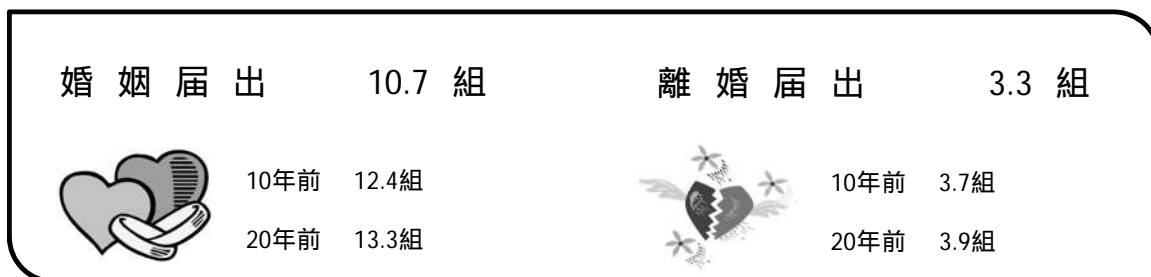 婚姻届出 10.7 組
10年前 12.4組
20年前 13.3組
離婚届出 3.3 組
10年前 3.7組
20年前 3.9組